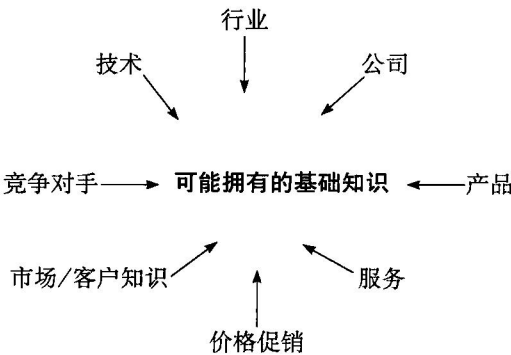 行业
技术
公司
竞争对手
可能拥有的基础知识
产品
市场/客户知识
服务
价格促销